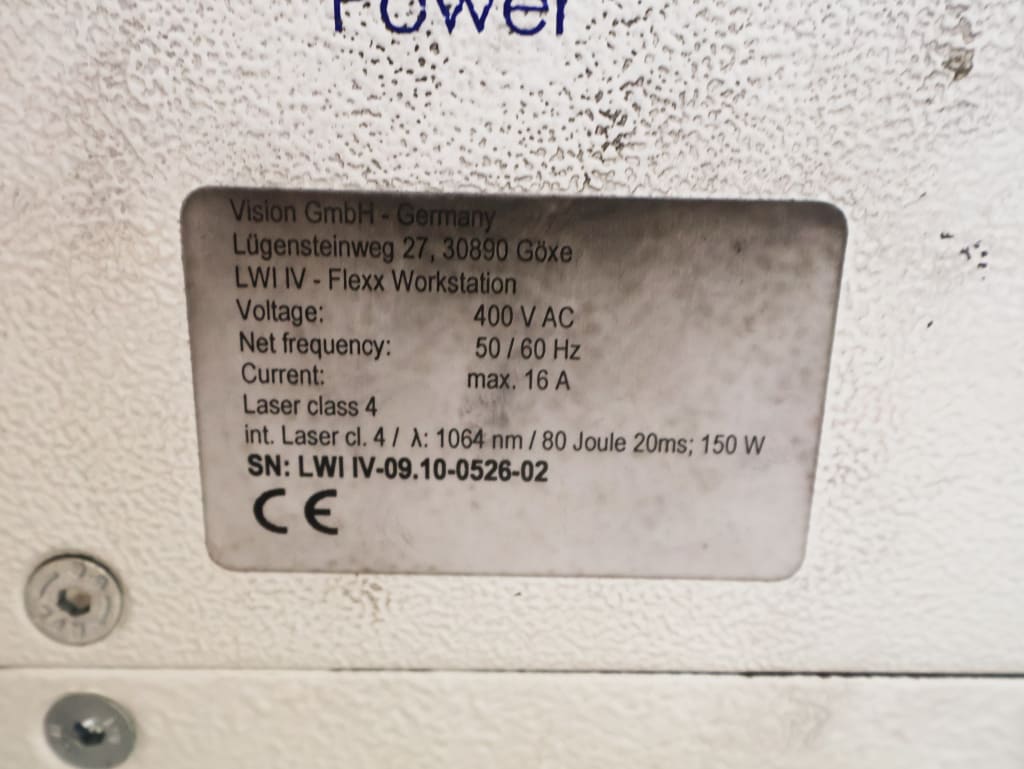 Power
Vision GmbH - Germany
Lügensteinweg 27, 30890 Göxe
LWI IV - Flexx Workstation
Voltage: 400 V AC
Net frequency: 50 / 60 Hz
Current: max. 16 A
Laser class 4
int. Laser cl. 4 / λ: 1064 nm / 80 Joule 20ms; 150 W
SN: LWI IV-09.10-0526-02
CE